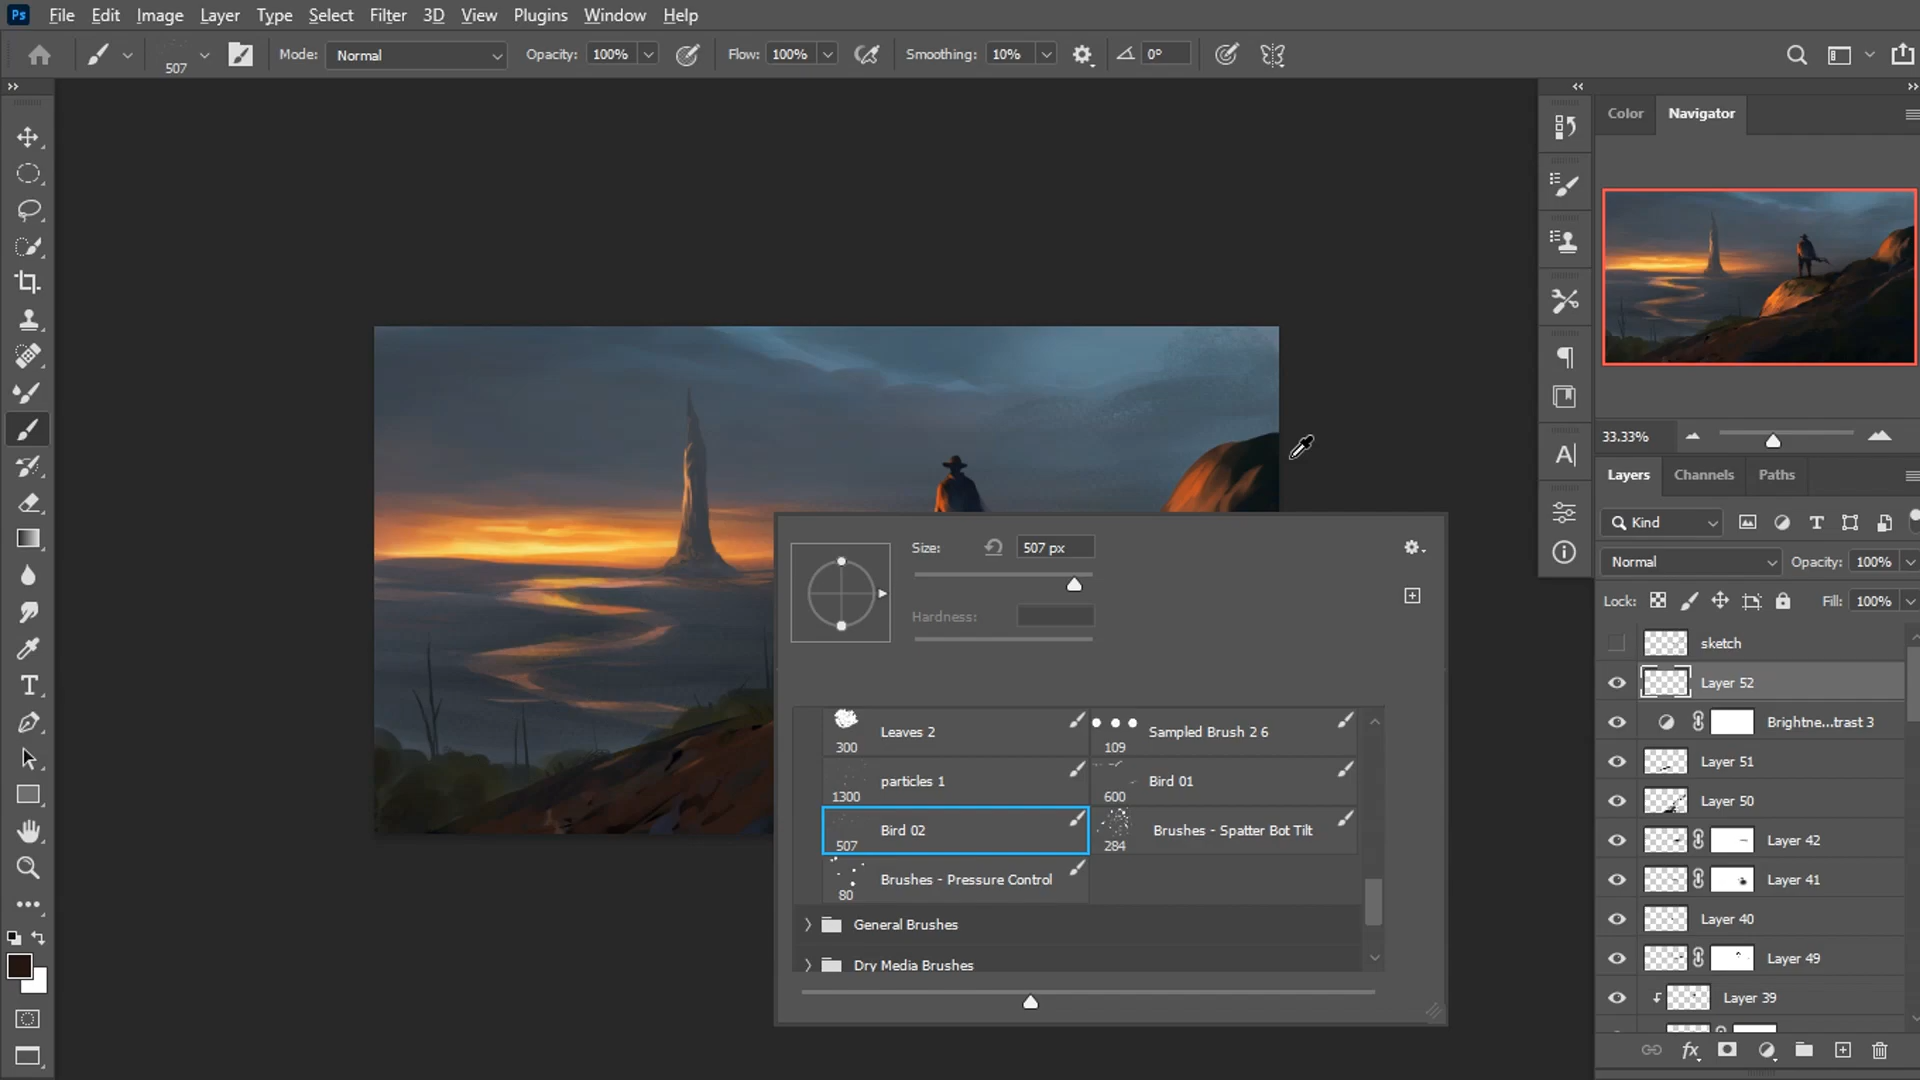 Ps File Edit Image Layer Type Select Filter 3D View Plugins Window Help
507 Mode: Normal Opacity: 100% Flow: 100% Smoothing: 10% 0°
Color Navigator
33.33%
Layers Channels Paths
Kind
Normal Opacity: 100%
Lock: Fill: 100%
sketch
Layer 52
Brightne...trast 3
Layer 51
Layer 50
Layer 42
Layer 41
Layer 40
Layer 49
Layer 39
fx
Size: 507 px
Hardness:
Leaves 2
300
Sampled Brush 2 6
109
particles 1
1300
Bird 01
600
Bird 02
507
Brushes - Spatter Bot Tilt
284
Brushes - Pressure Control
80
General Brushes
Dry Media Brushes